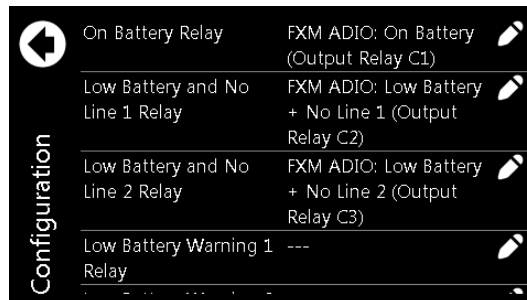 On Battery Relay
FXM ADIO: On Battery
(Output Relay C1)
Low Battery and No
Line 1 Relay
FXM ADIO: Low Battery
+ No Line 1 (Output
Relay C2)
Low Battery and No
Line 2 Relay
FXM ADIO: Low Battery
+ No Line 2 (Output
Relay C3)
Low Battery Warning 1
Relay
---
Configuration